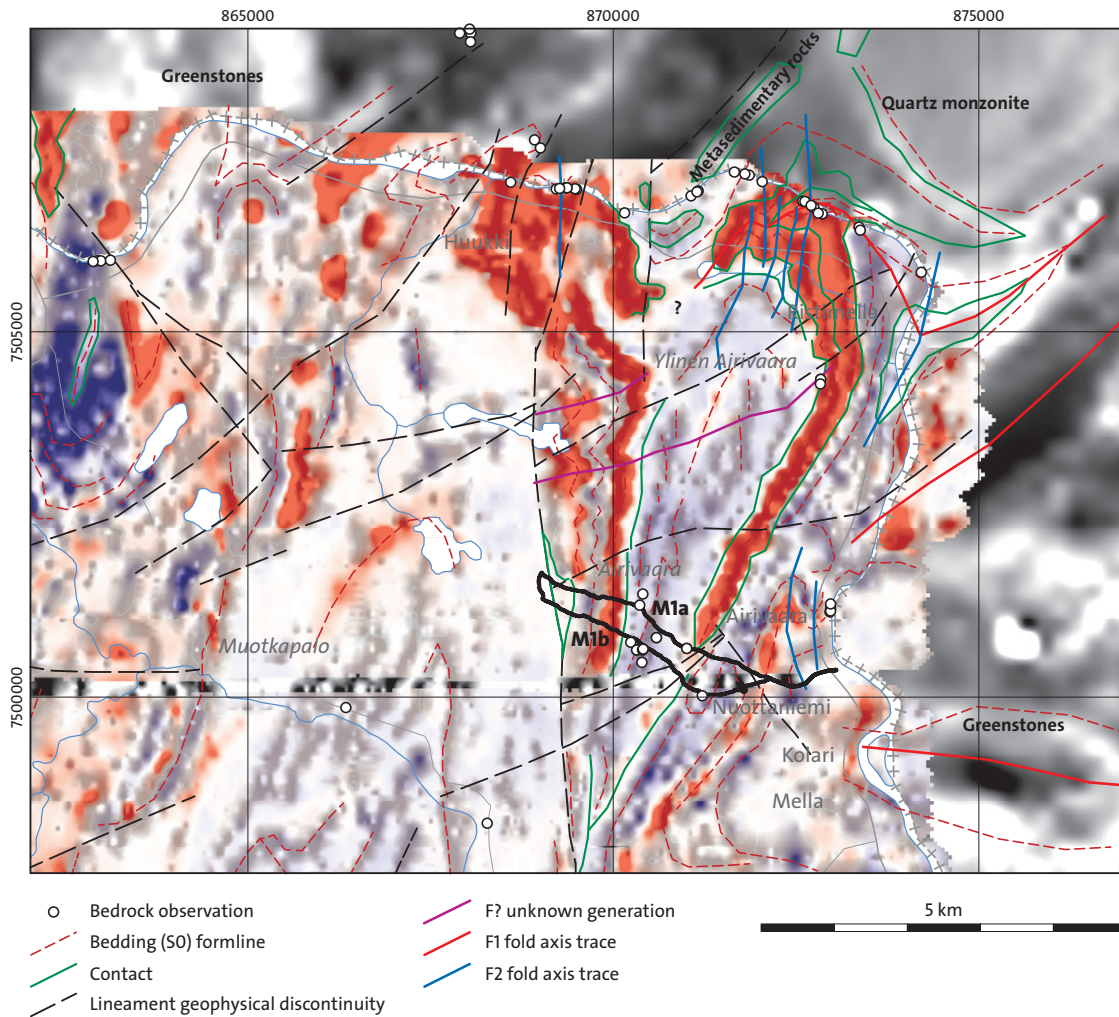 865000 870000 875000
Greenstones
Metasedimentary rocks
Quartz monzonite
Huukki
7505000
?
Ristimella
Ylinen Airivaara
Airivaara
M1a
Airivaara
M1b
Muotkapalo
7500000
Nuottaniemi
Greenstones
Kolari
Mella
Bedrock observation
Bedding (S0) formline
Contact
Lineament geophysical discontinuity
F? unknown generation
F1 fold axis trace
F2 fold axis trace
5 km